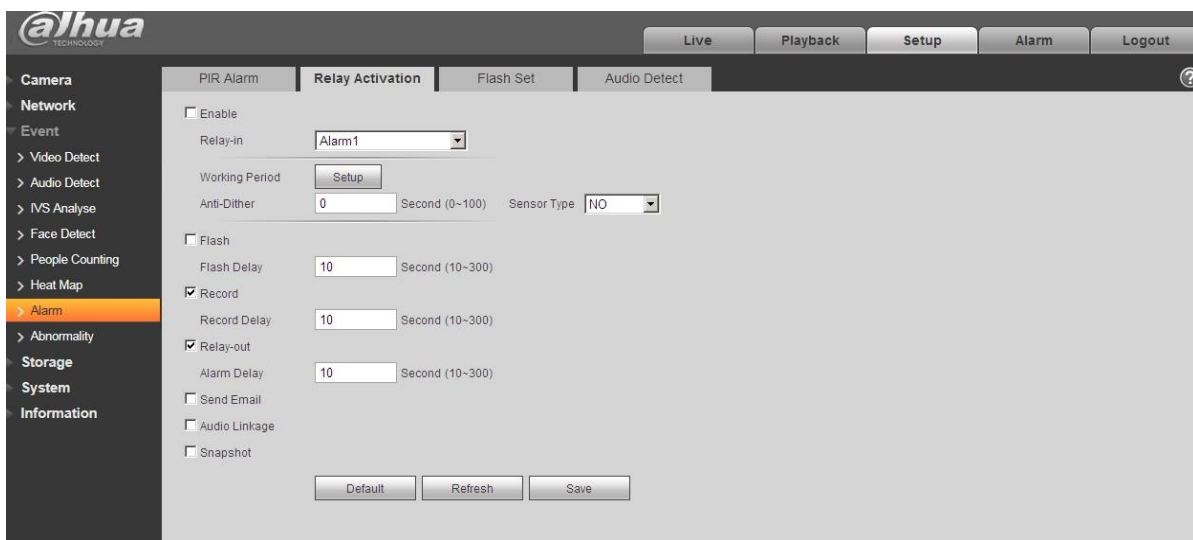 alhua
TECHNOLOGY
Live Playback Setup Alarm Logout
Camera
Network
Event
> Video Detect
> Audio Detect
> IVS Analyse
> Face Detect
> People Counting
> Heat Map
> Alarm
> Abnormality
Storage
System
Information
PIR Alarm Relay Activation Flash Set Audio Detect ?
Enable
Relay-in Alarm1
Working Period Setup
Anti-Dither 0 Second (0~100) Sensor Type NO
Flash
Flash Delay 10 Second (10~300)
Record
Record Delay 10 Second (10~300)
Relay-out
Alarm Delay 10 Second (10~300)
Send Email
Audio Linkage
Snapshot
Default Refresh Save